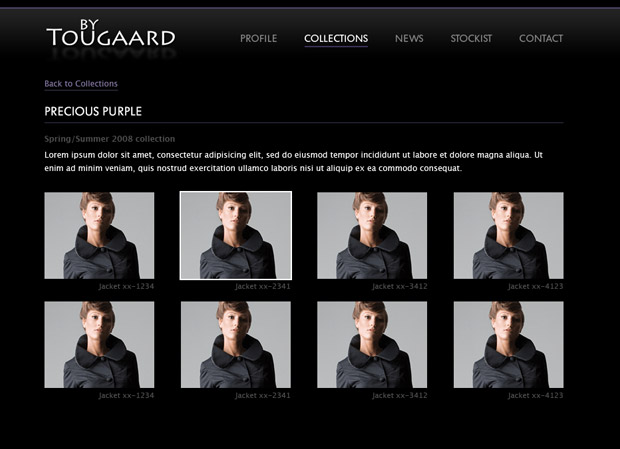 BY
TOUGAARD
PROFILE COLLECTIONS NEWS STOCKIST CONTACT
Back to Collections
PRECIOUS PURPLE
Spring/Summer 2008 collection
Lorem ipsum dolor sit amet, consectetur adipisicing elit, sed do eiusmod tempor incididunt ut labore et dolore magna aliqua. Ut
enim ad minim veniam, quis nostrud exercitation ullamco laboris nisi ut aliquip ex ea commodo consequat.
Jacket xx-1234 Jacket xx-2341 Jacket xx-3412 Jacket xx-4123
Jacket xx-1234 Jacket xx-2341 Jacket xx-3412 Jacket xx-4123